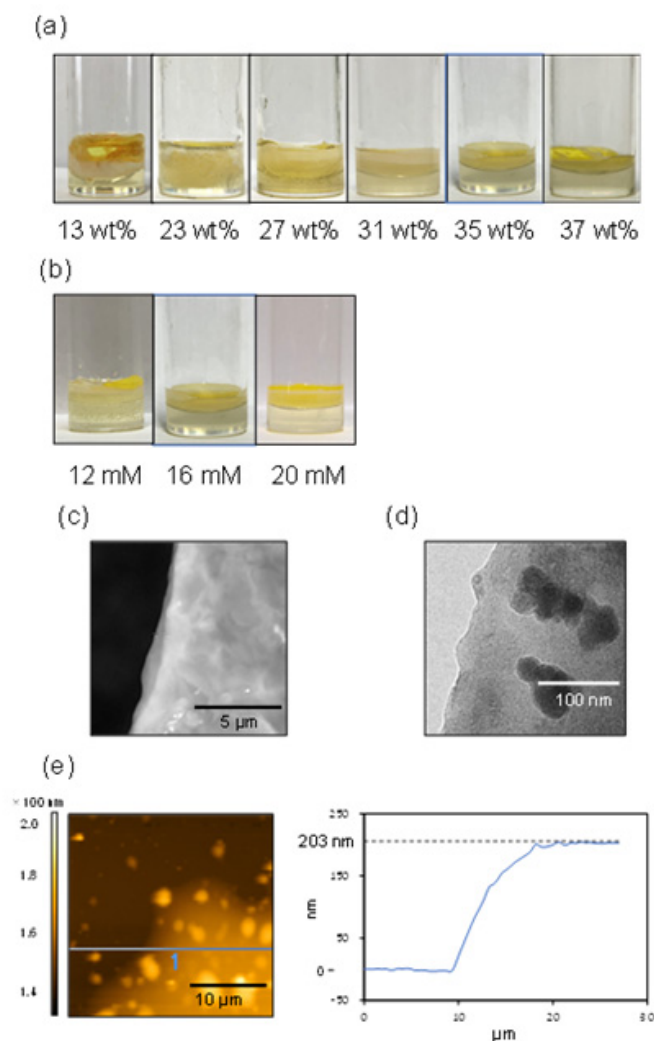 (a)
13 wt% 23 wt% 27 wt% 31 wt% 35 wt% 37 wt%
(b)
12 mM 16 mM 20 mM
(c) (d)
5 μm
100 nm
(e)
× 100 nm
2.0
1.8
1.6
1.4
1
10 μm
250
203 nm
150
nm
50
0
-50
0 10 20 30
μm